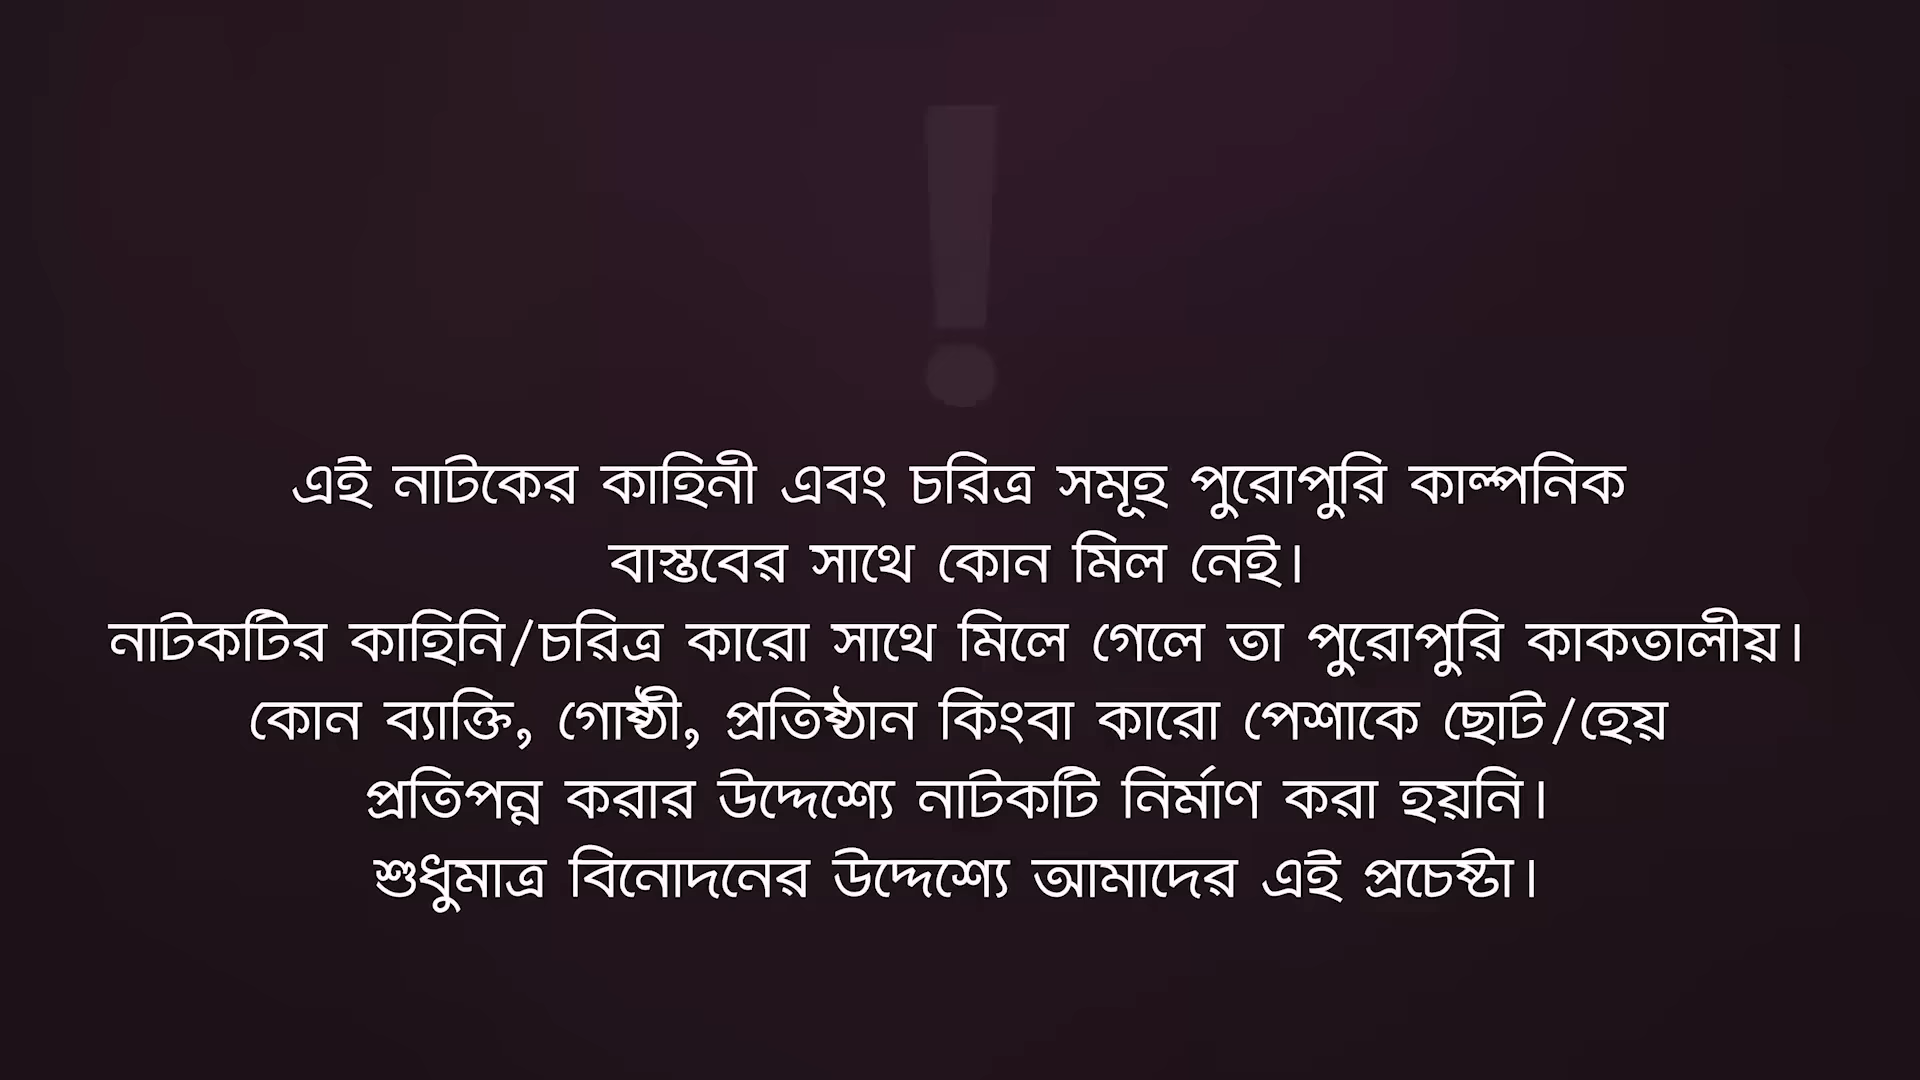 এই নাটকের কাহিনী এবং চরিত্র সমূহ পুরোপুরি কাল্পনিক
বাস্তবের সাথে কোন মিল নেই।
নাটকটির কাহিনি/চরিত্র কারো সাথে মিলে গেলে তা পুরোপুরি কাকতালীয়।
কোন ব্যাক্তি, গোষ্ঠী, প্রতিষ্ঠান কিংবা কারো পেশাকে ছোট/হেয়
প্রতিপন্ন করার উদ্দেশ্যে নাটকটি নির্মাণ করা হয়নি।
শুধুমাত্র বিনোদনের উদ্দেশ্যে আমাদের এই প্রচেষ্টা।